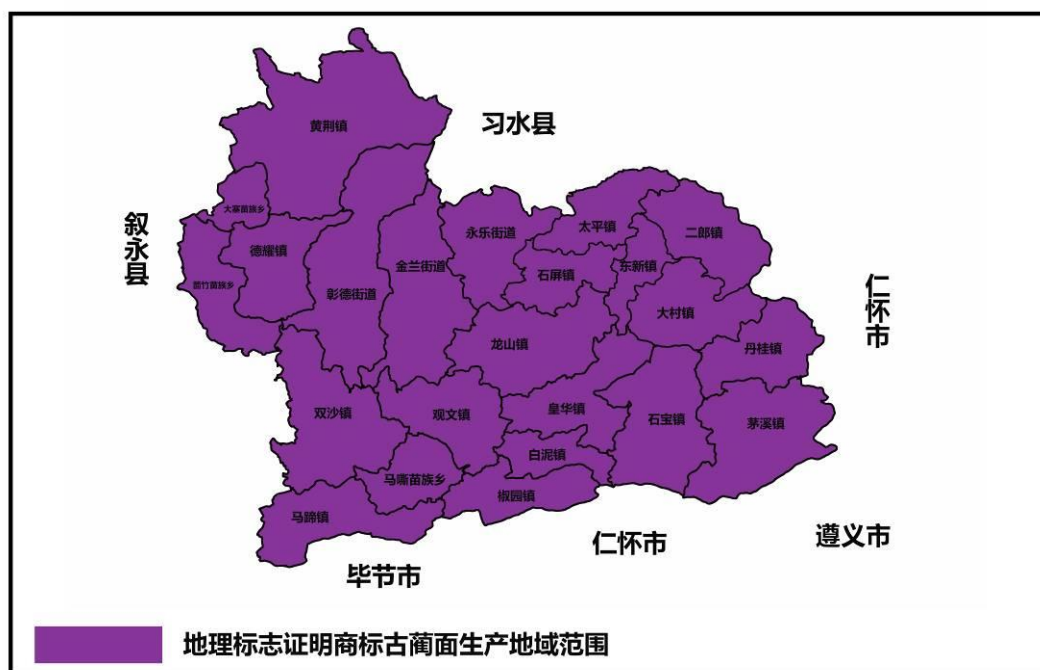 黄荆镇
习水县
大寨苗族乡
叙永县
德耀镇
箭竹苗族乡
彰德街道
金兰街道
永乐街道
太平镇
二郎镇
石屏镇
东新镇
大村镇
仁怀市
丹桂镇
龙山镇
双沙镇
观文镇
皇华镇
石宝镇
茅溪镇
白泥镇
马嘶苗族乡
椒园镇
马蹄镇
仁怀市
遵义市
毕节市
地理标志证明商标古蔺面生产地域范围